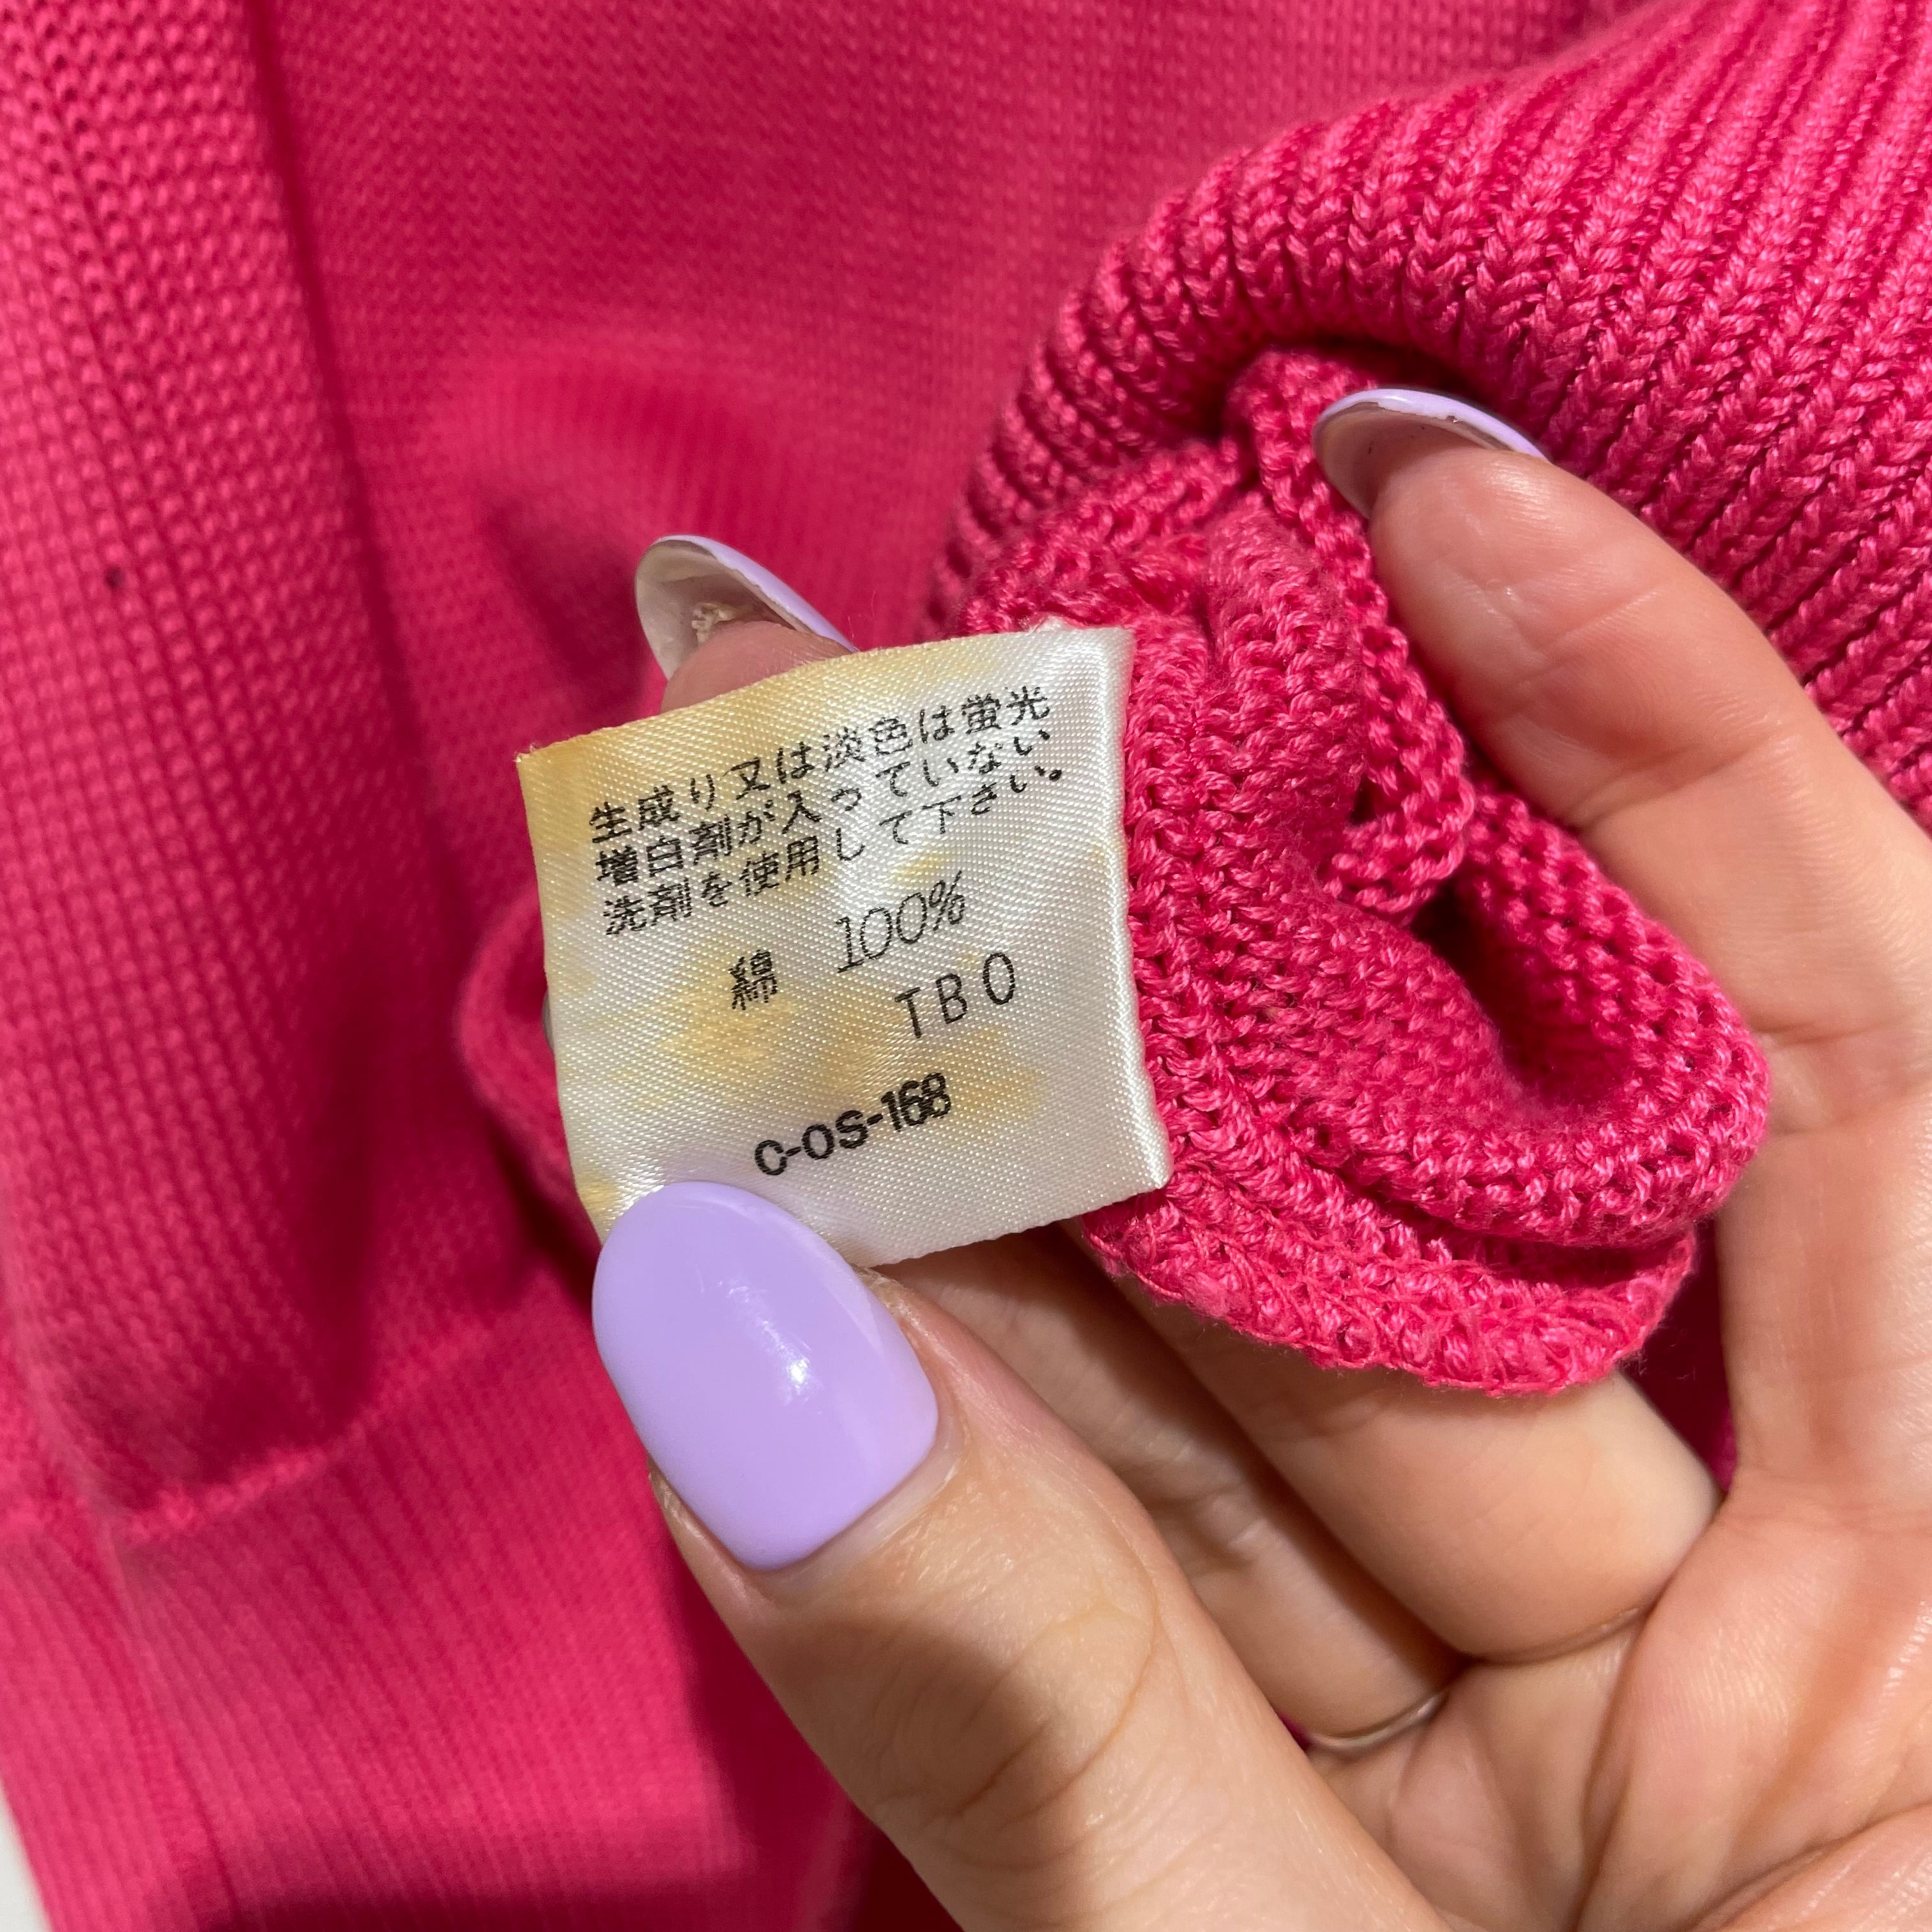 生成り又は淡色は蛍光
増白剤が入っていない
洗剤を使用して下さい。
綿 100%
TBO
C-OS-168